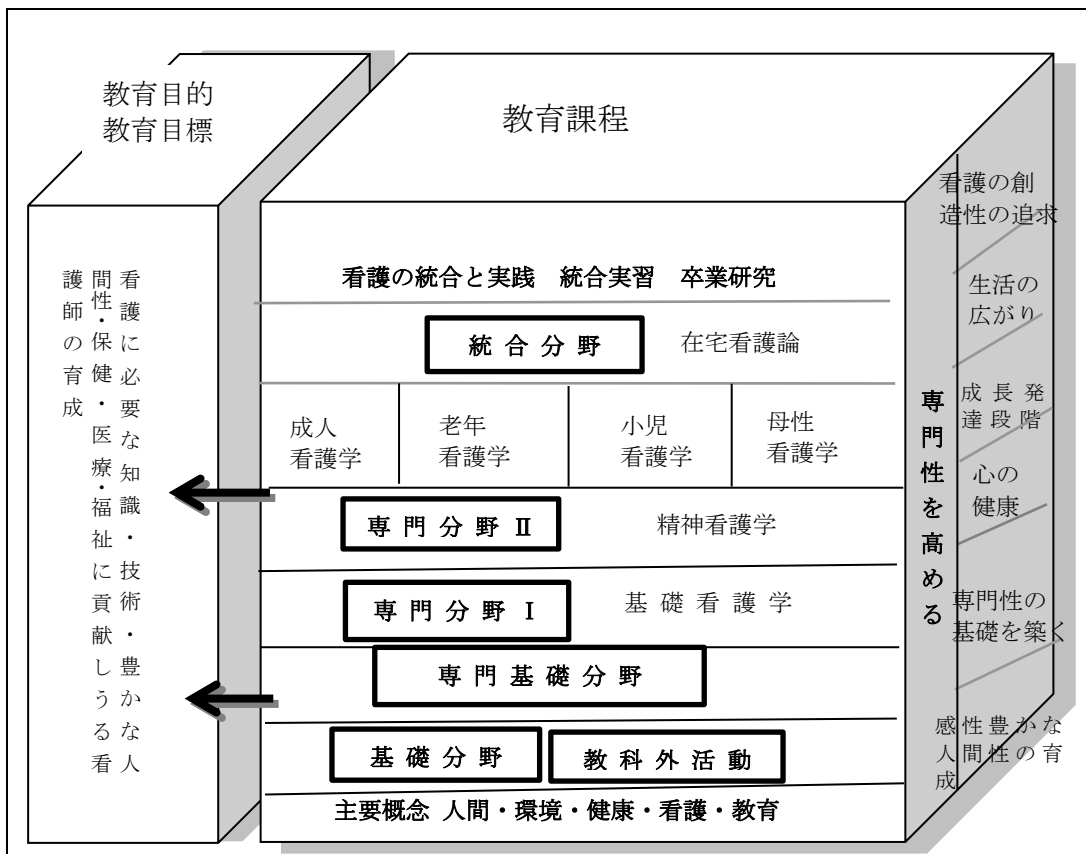 教育目的
教育目標
看護に必要な知識・技術・豊かな人
間性・保健・医療・福祉に貢献しうる看
護師の育成
教育課程
看護の統合と実践　統合実習　卒業研究
統合分野　在宅看護論
成人
看護学
老年
看護学
小児
看護学
母性
看護学
専門分野Ⅱ　精神看護学
専門分野Ⅰ　基礎看護学
専門基礎分野
基礎分野　教科外活動
主要概念 人間・環境・健康・看護・教育
専門性を高める
看護の創
造性の追求
生活の
広がり
成長発
達段階
心の
健康
専門性の
基礎を築く
感性豊かな
人間性の育
成